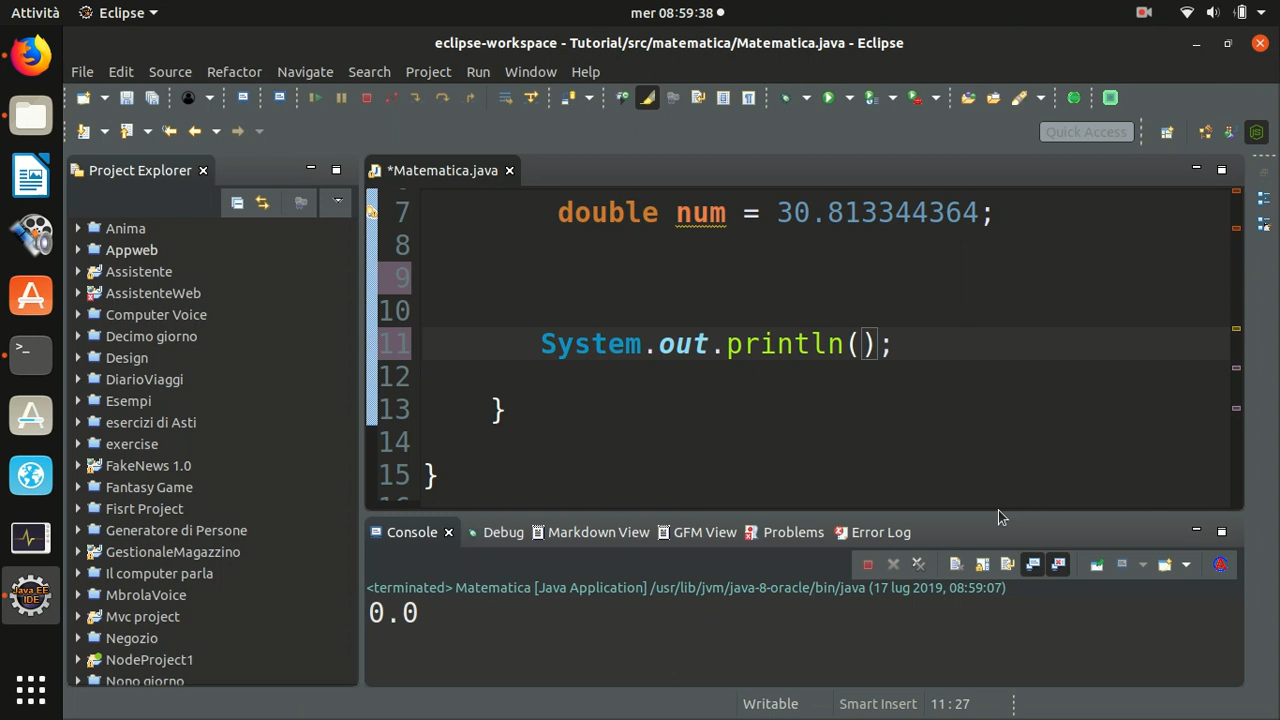 Attività
Eclipse
mer 08:59:38
eclipse-workspace - Tutorial/src/matematica/Matematica.java - Eclipse
File Edit Source Refactor Navigate Search Project Run Window Help
Quick Access
Project Explorer
*Matematica.java
Anima
Appweb
Assistente
AssistenteWeb
Computer Voice
Decimo giorno
Design
DiarioViaggi
Esempi
esercizi di Asti
exercise
FakeNews 1.0
Fantasy Game
Fisrt Project
Generatore di Persone
GestionaleMagazzino
Il computer parla
MbrolaVoice
Mvc project
Negozio
NodeProject1
Nono giorno
7 double num = 30.813344364;
8
9
10
11 System.out.println();
12
13 }
14
15 }
16
Console Debug Markdown View GFM View Problems Error Log
<terminated> Matematica [Java Application] /usr/lib/jvm/java-8-oracle/bin/java (17 lug 2019, 08:59:07)
0.0
Java EE
IDE
Writable Smart Insert 11 : 27